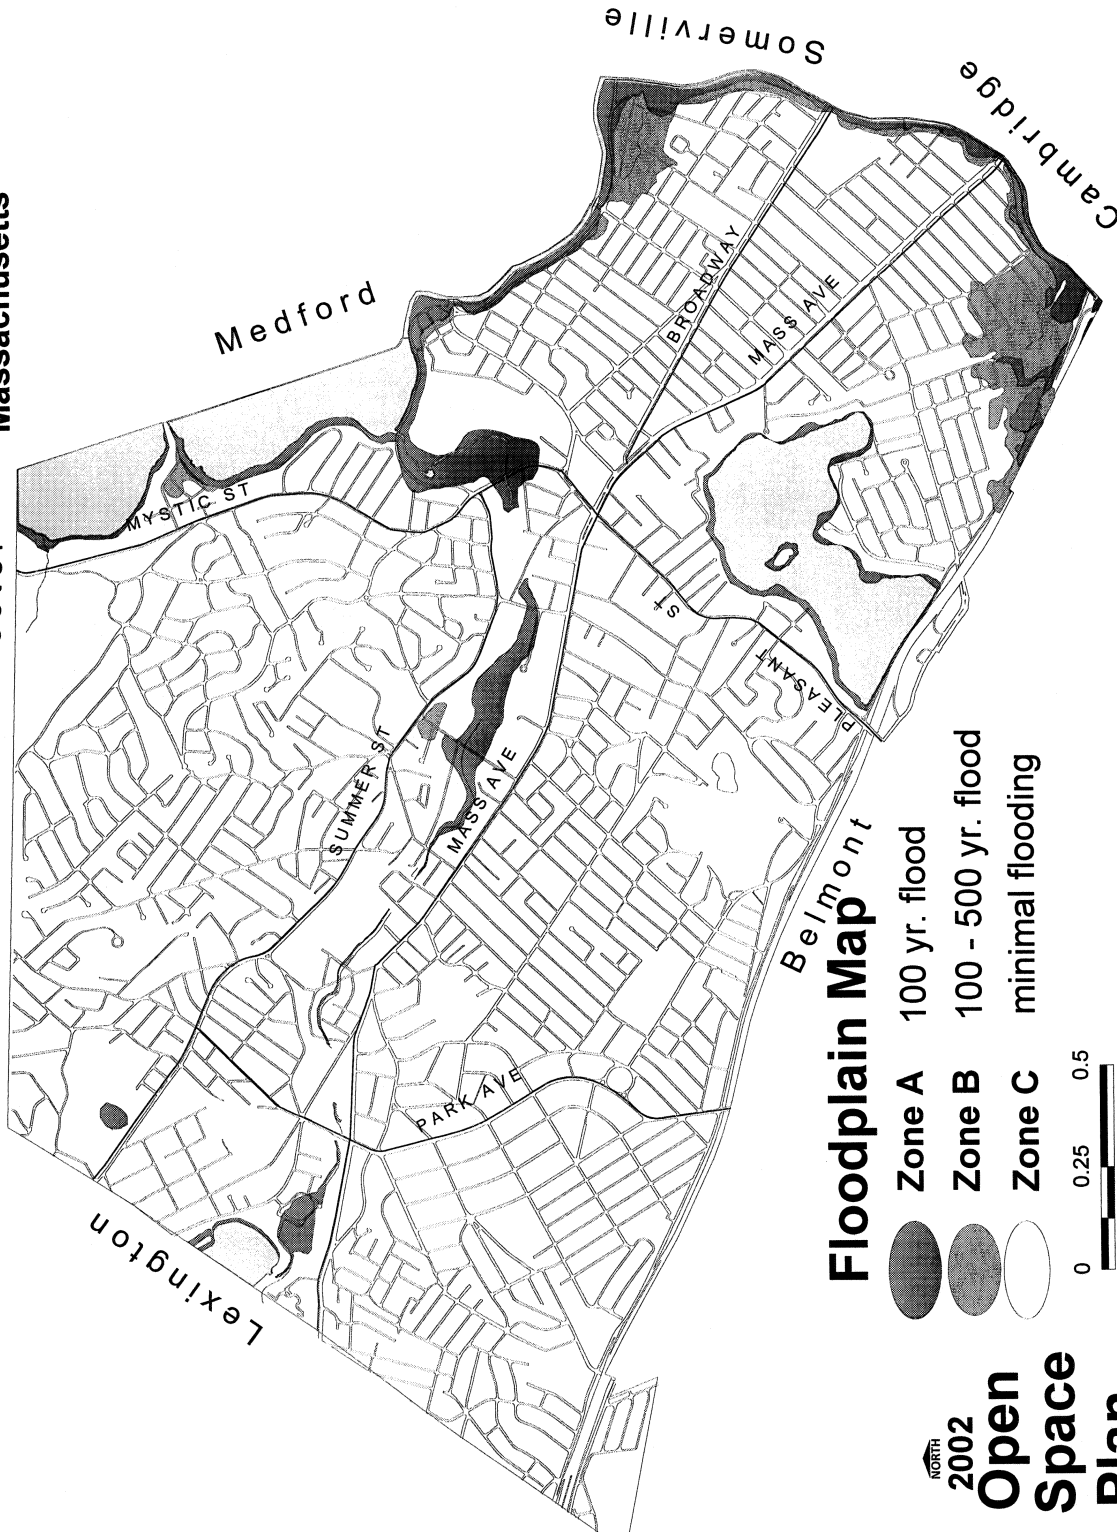 Massachusetts
Somerville
Cambridge
Medford
MYSTIC ST
BROADWAY
MASS AVE
SUMMER ST
MASS AVE
PLEASANT
ST
PARK AVE
Lexington
Belmont
Floodplain Map
Zone A 100 yr. flood
Zone B 100 - 500 yr. flood
Zone C minimal flooding
0 0.25 0.5
NORTH
2002
Open
Space
Plan